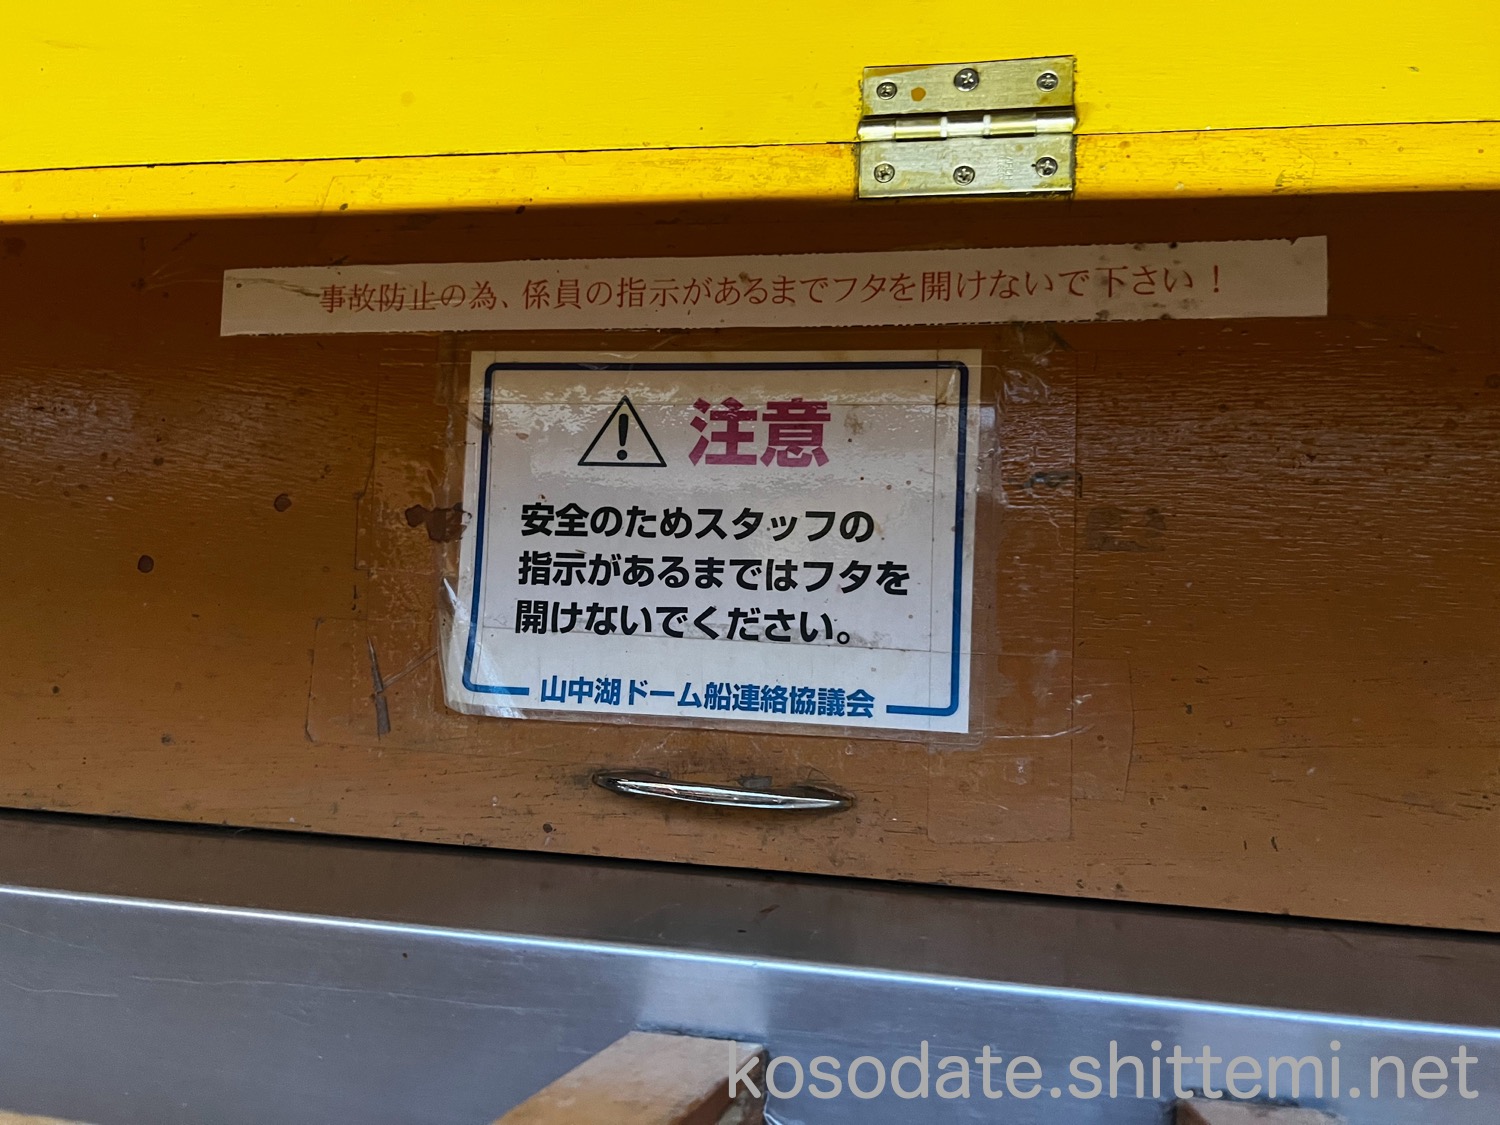 事故防止の為、係員の指示があるまでフタを開けないで下さい！
注意
安全のためスタッフの
指示があるまではフタを
開けないでください。
山中湖ドーム船連絡協議会
kosodate.shittemi.net